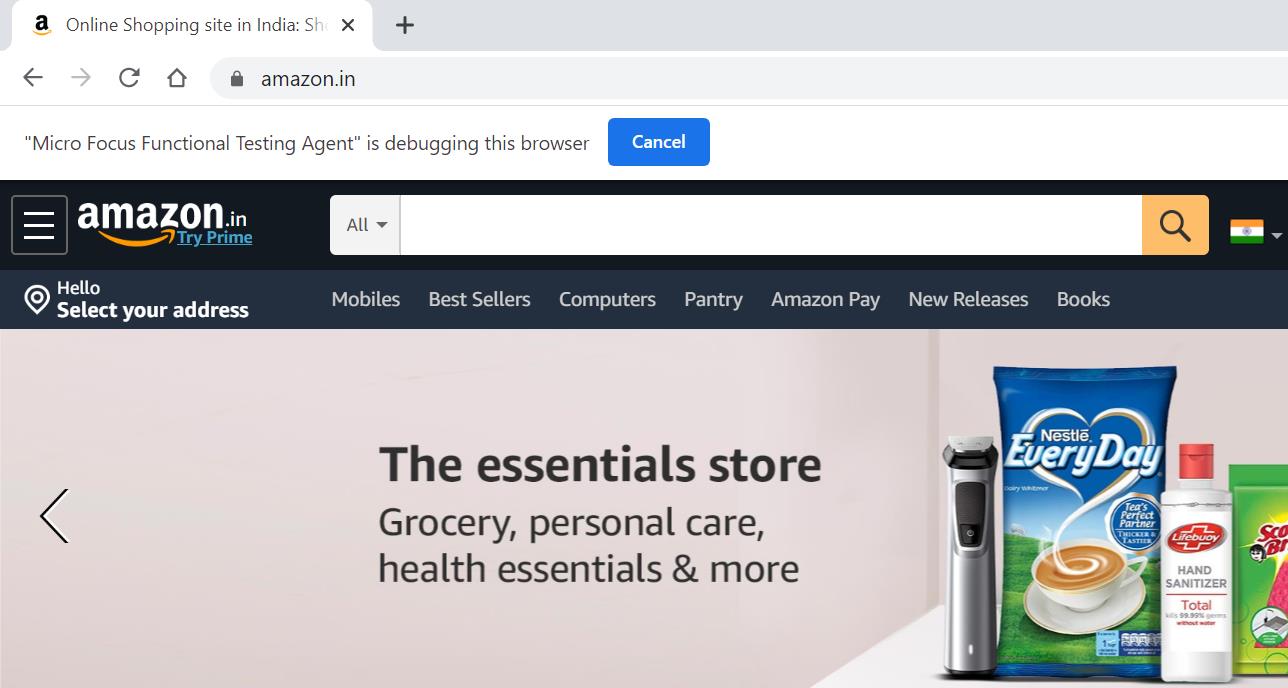 a Online Shopping site in India: Sh
amazon.in
"Micro Focus Functional Testing Agent" is debugging this browser Cancel
amazon.in
Try Prime
All
Hello
Select your address
Mobiles Best Sellers Computers Pantry Amazon Pay New Releases Books
The essentials store
Grocery, personal care,
health essentials & more
Nestlé
EveryDay
Dairy Whitener
Tea's
Perfect
Partner
THICKER &
TASTIER
Lifebuoy
HAND
SANITIZER
Total
kills 99.99% germs
without water
Sco
Br